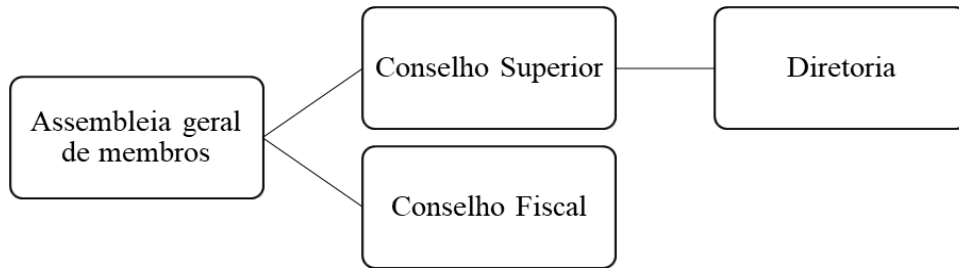 Conselho Superior
Diretoria
Assembleia geral
de membros
Conselho Fiscal